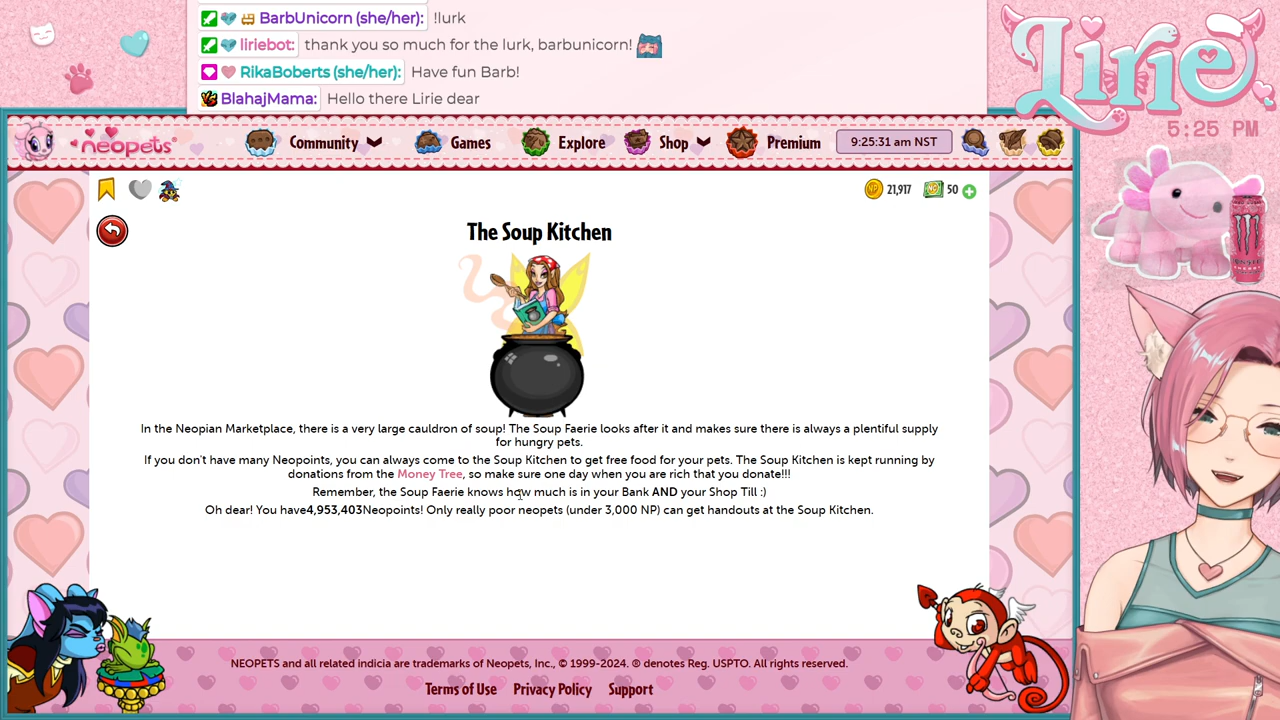 BarbUnicorn (she/her): !lurk
liriebot: thank you so much for the lurk, barbunicorn!
RikaBoberts (she/her): Have fun Barb!
BlahajMama: Hello there Lirie dear
Lirie
5:25 PM
neopets®
Community
Games
Explore
Shop
Premium
9:25:31 am NST
NP 21,917
NP 50
The Soup Kitchen
In the Neopian Marketplace, there is a very large cauldron of soup! The Soup Faerie looks after it and makes sure there is always a plentiful supply
for hungry pets.
If you don't have many Neopoints, you can always come to the Soup Kitchen to get free food for your pets. The Soup Kitchen is kept running by
donations from the Money Tree, so make sure one day when you are rich that you donate!!!
Remember, the Soup Faerie knows how much is in your Bank AND your Shop Till :)
Oh dear! You have4,953,403Neopoints! Only really poor neopets (under 3,000 NP) can get handouts at the Soup Kitchen.
NEOPETS and all related indicia are trademarks of Neopets, Inc., © 1999-2024. ® denotes Reg. USPTO. All rights reserved.
Terms of Use
Privacy Policy
Support